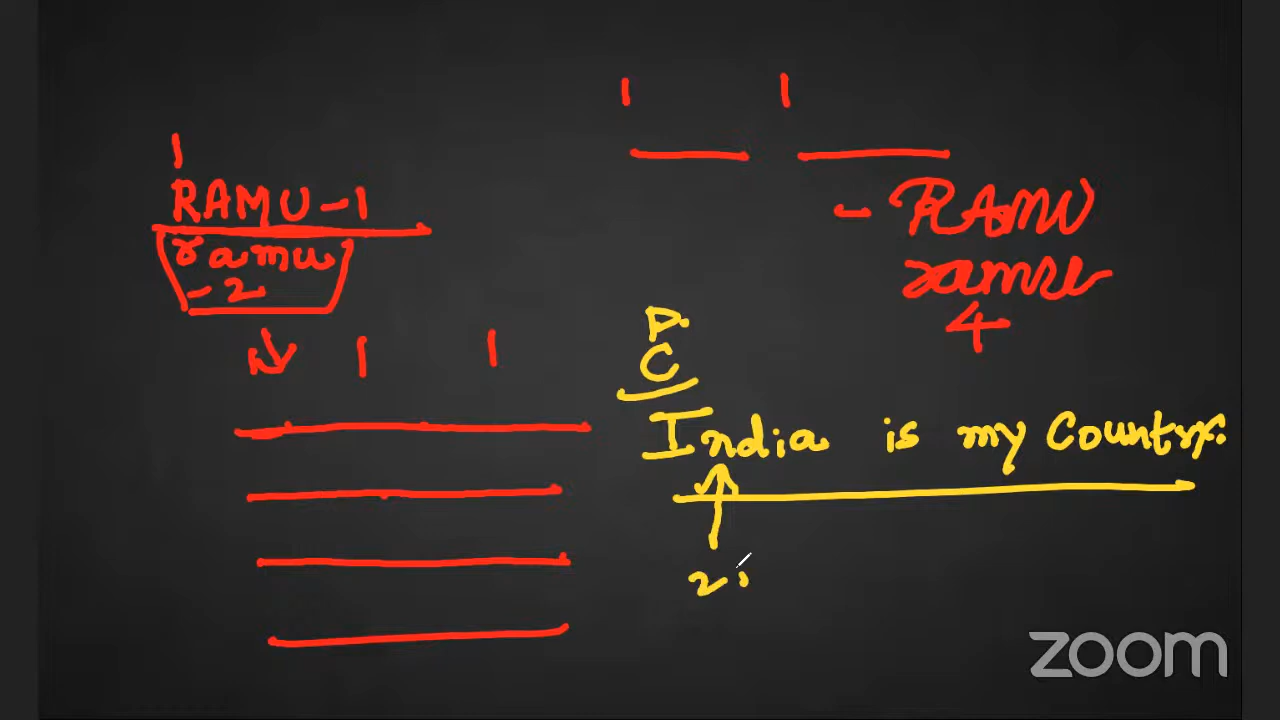 1 1
1
RAMU-1
ramu
-2
- RAMU
ramu
4
1 1
C
India is my Country.
2
zoom